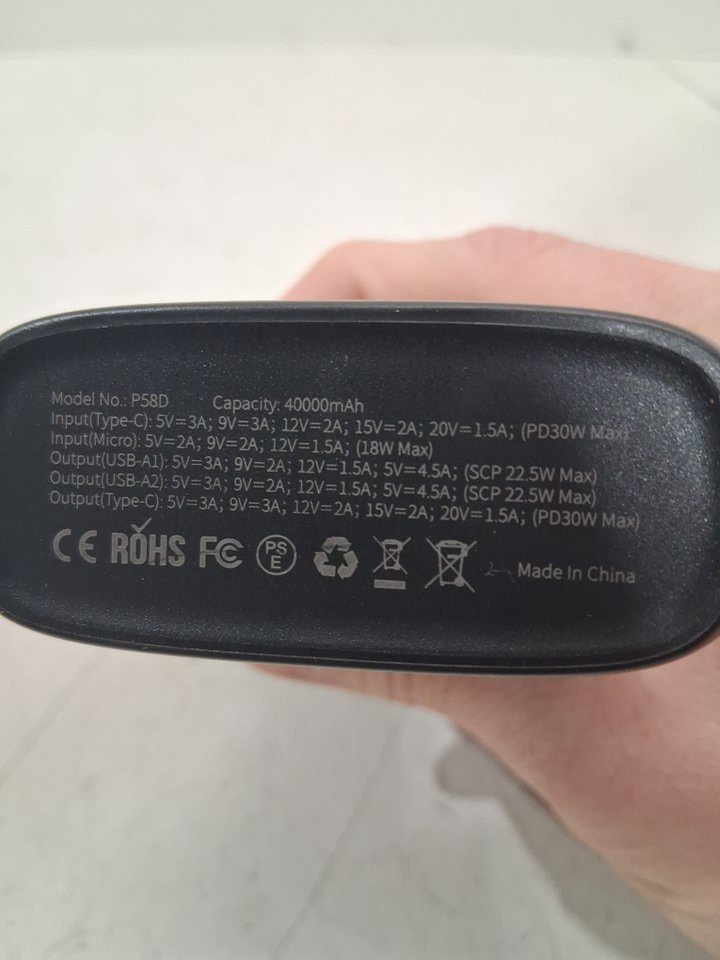 Model No.: P58D Capacity: 40000mAh
Input(Type-C): 5V=3A; 9V=3A; 12V=2A; 15V=2A; 20V=1.5A; (PD30W Max)
Input(Micro): 5V=2A; 9V=2A; 12V=1.5A; (18W Max)
Output(USB-A1): 5V=3A; 9V=2A; 12V=1.5A; 5V=4.5A; (SCP 22.5W Max)
Output(USB-A2): 5V=3A; 9V=2A; 12V=1.5A; 5V=4.5A; (SCP 22.5W Max)
Output(Type-C): 5V=3A; 9V=3A; 12V=2A; 15V=2A; 20V=1.5A; (PD30W Max)
CE ROHS FC PS E Made In China